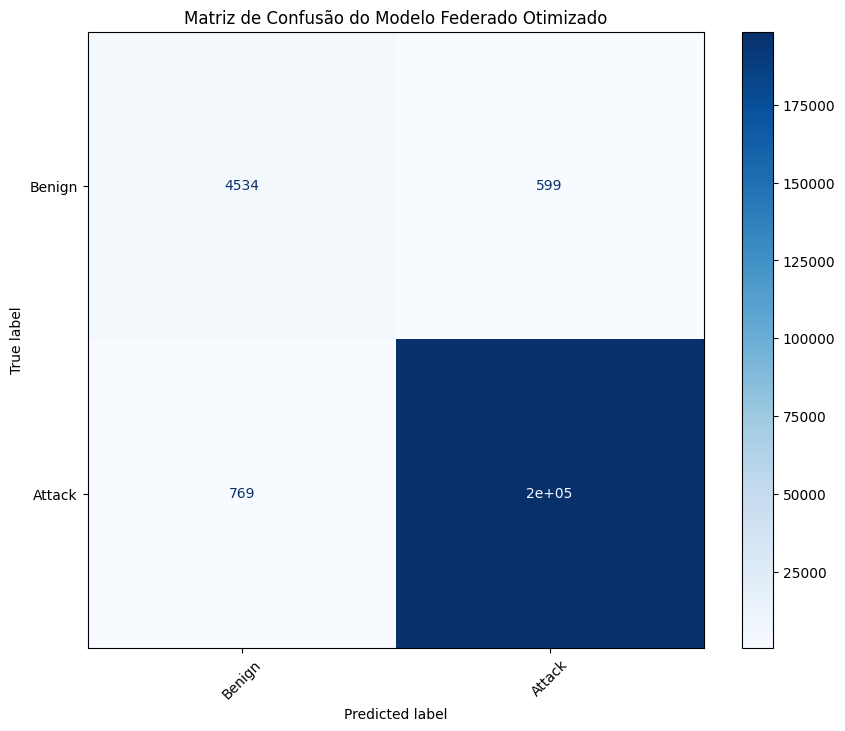 Matriz de Confusão do Modelo Federado Otimizado
True label
Benign
4534
599
Attack
769
2e+05
Benign
Attack
Predicted label
175000
150000
125000
100000
75000
50000
25000